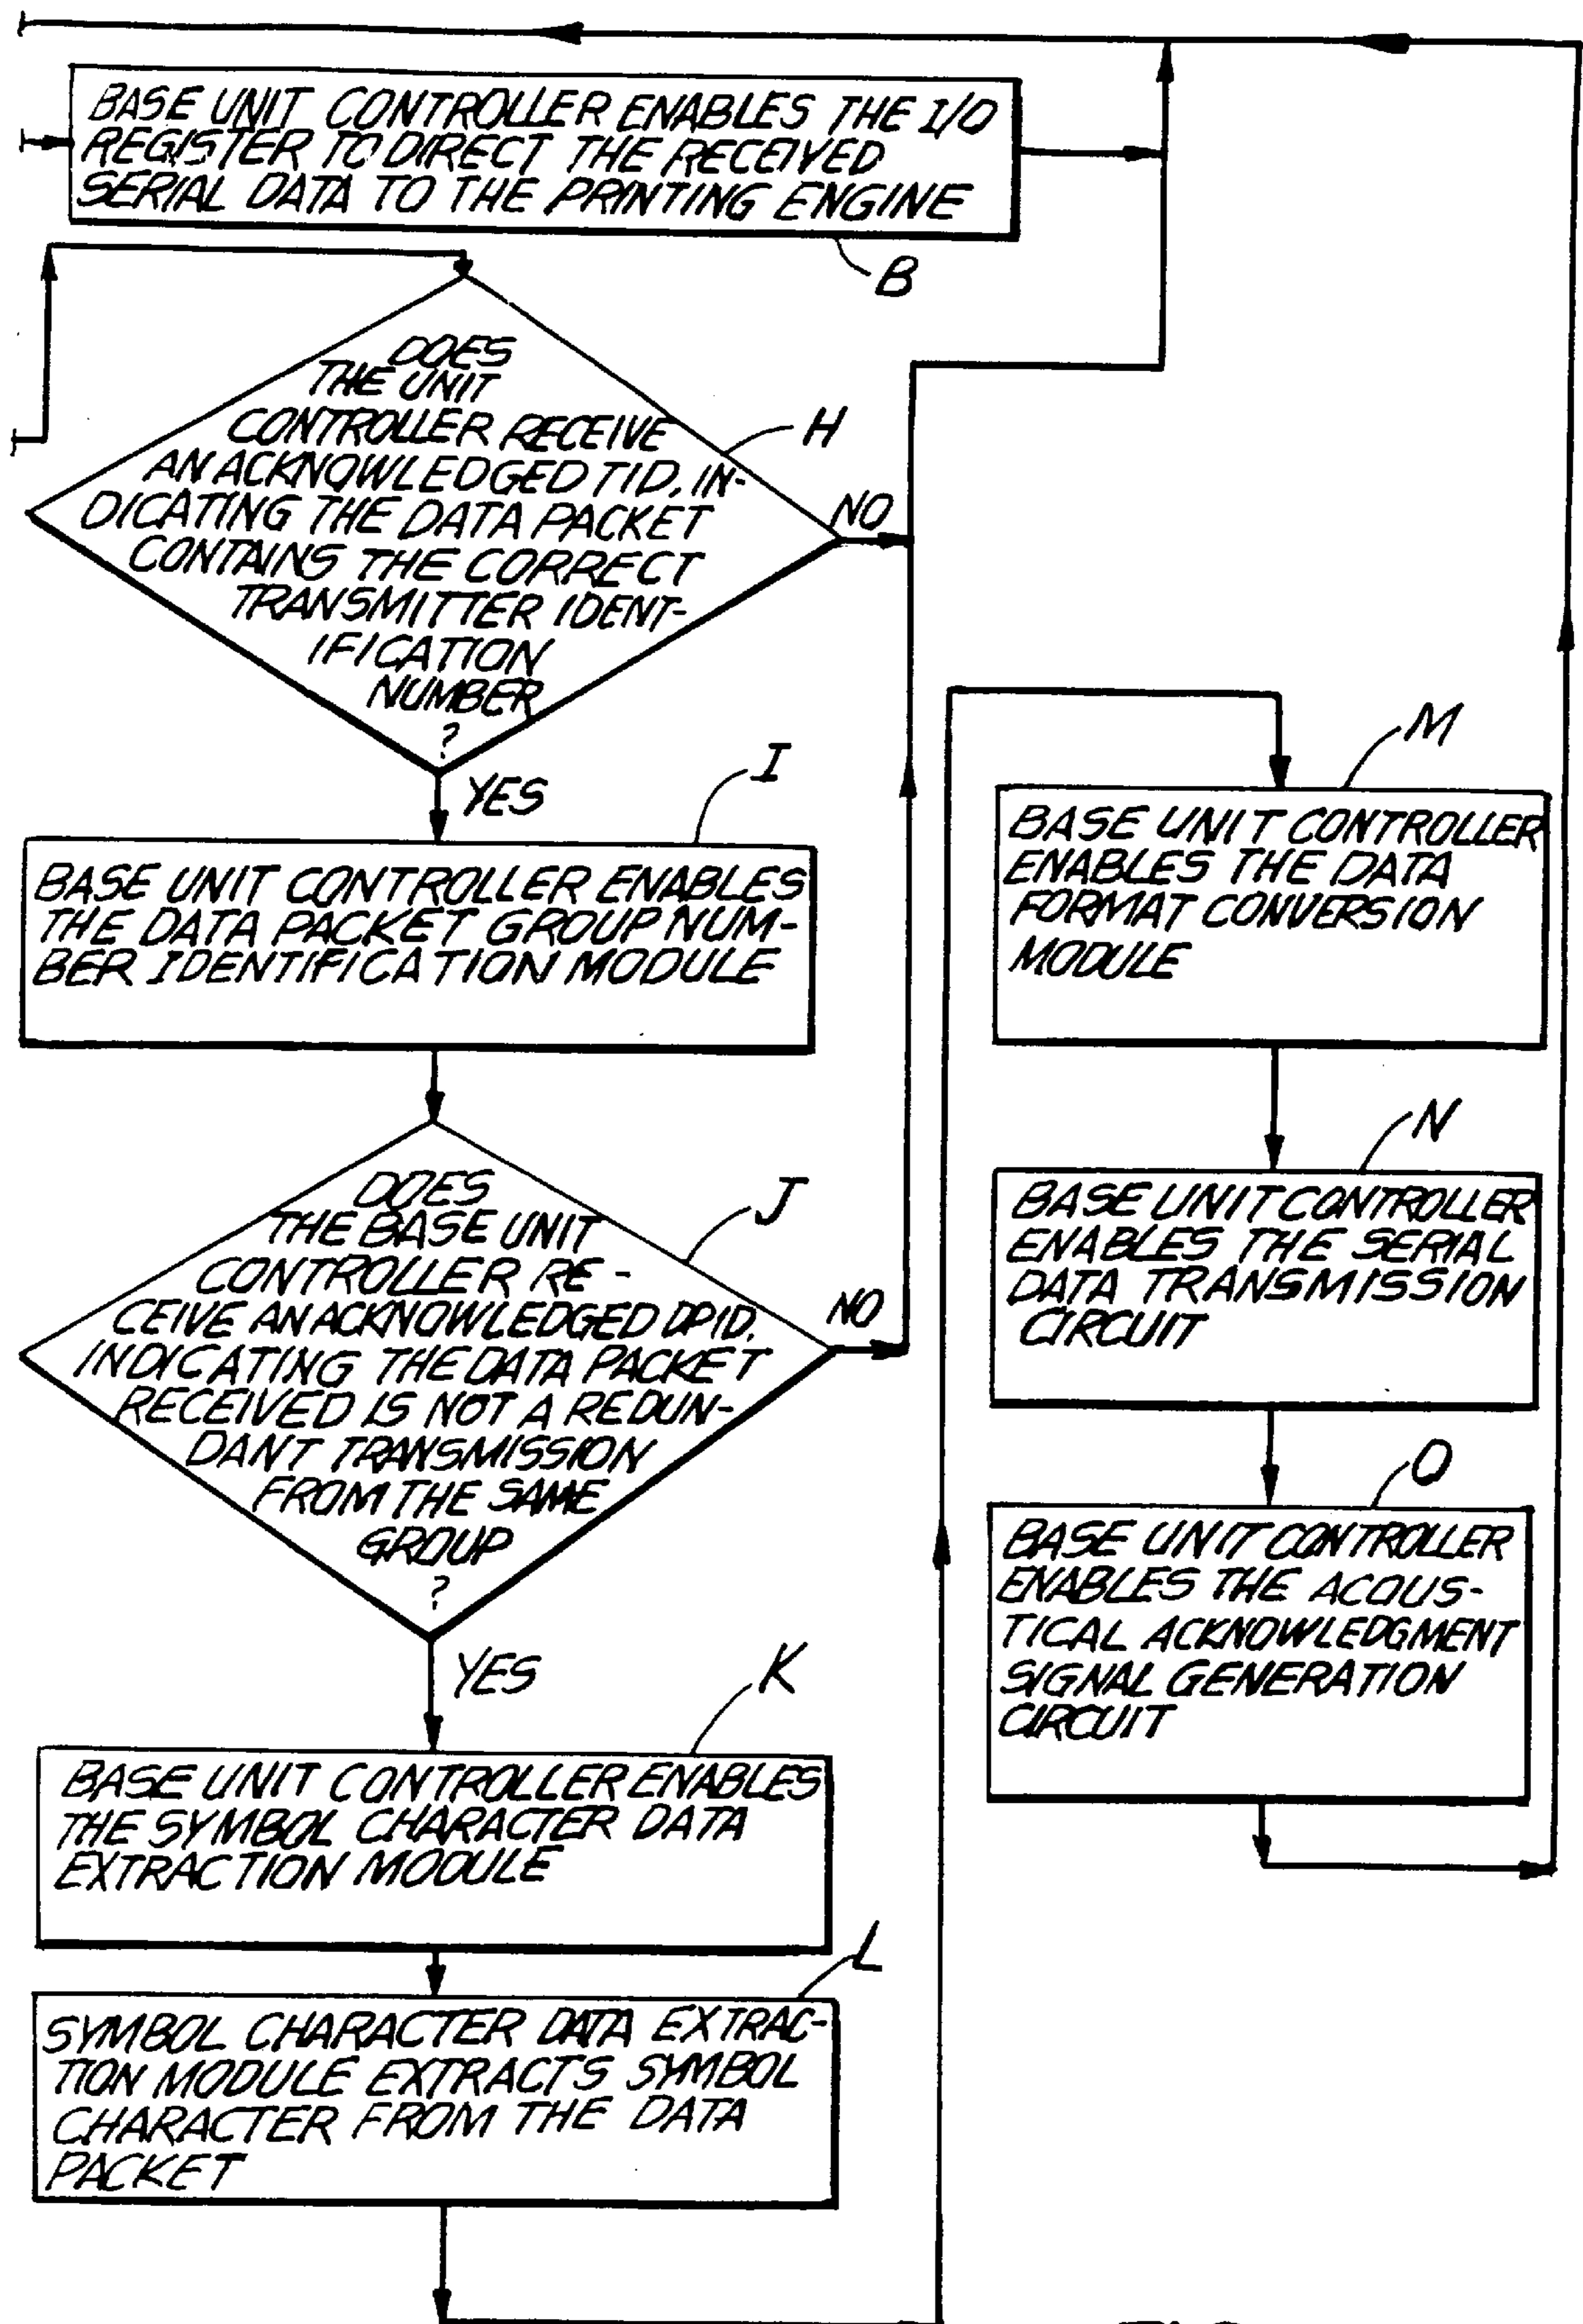 BASE UNIT CONTROLLER ENABLES THE I/O
REGISTER TO DIRECT THE RECEIVED
SERIAL DATA TO THE PRINTING ENGINE
B
DOES
THE UNIT
CONTROLLER RECEIVE
AN ACKNOWLEDGED TID, IN-
DICATING THE DATA PACKET
CONTAINS THE CORRECT
TRANSMITTER IDENT-
IFICATION
NUMBER
?
H
NO
YES
I
BASE UNIT CONTROLLER ENABLES
THE DATA PACKET GROUP NUM-
BER IDENTIFICATION MODULE
DOES
THE BASE UNIT
CONTROLLER RE-
CEIVE AN ACKNOWLEDGED DPID,
INDICATING THE DATA PACKET
RECEIVED IS NOT A REDUN-
DANT TRANSMISSION
FROM THE SAME
GROUP
?
J
NO
YES
K
BASE UNIT CONTROLLER ENABLES
THE SYMBOL CHARACTER DATA
EXTRACTION MODULE
L
SYMBOL CHARACTER DATA EXTRAC-
TION MODULE EXTRACTS SYMBOL
CHARACTER FROM THE DATA
PACKET
M
BASE UNIT CONTROLLER
ENABLES THE DATA
FORMAT CONVERSION
MODULE
N
BASE UNIT CONTROLLER
ENABLES THE SERIAL
DATA TRANSMISSION
CIRCUIT
O
BASE UNIT CONTROLLER
ENABLES THE ACOUS-
TICAL ACKNOWLEDGMENT
SIGNAL GENERATION
CIRCUIT